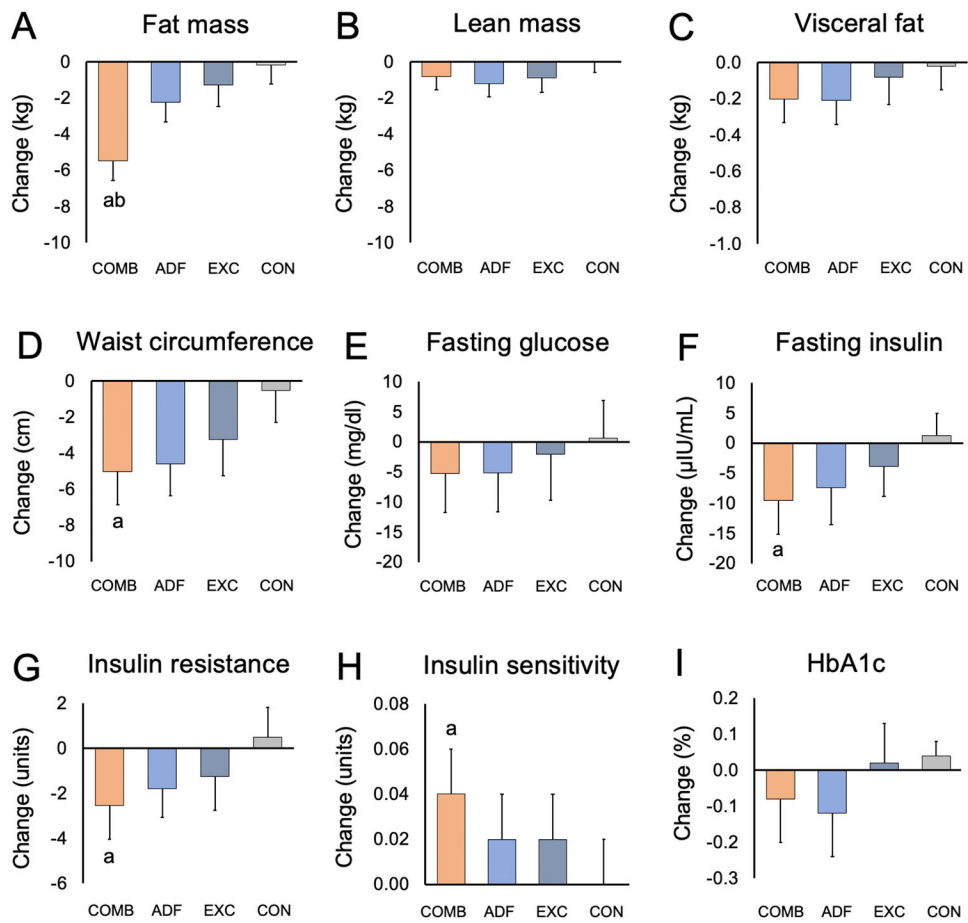 A Fat mass
Change (kg)
0
-2
-4
-6
-8
-10
ab
COMB ADF EXC CON
B Lean mass
Change (kg)
0
-2
-4
-6
-8
-10
COMB ADF EXC CON
C Visceral fat
Change (kg)
0.0
-0.2
-0.4
-0.6
-0.8
-1.0
COMB ADF EXC CON
D Waist circumference
Change (cm)
0
-2
-4
-6
-8
-10
a
COMB ADF EXC CON
E Fasting glucose
Change (mg/dl)
10
5
0
-5
-10
-15
-20
COMB ADF EXC CON
F Fasting insulin
Change (µIU/mL)
10
5
0
-5
-10
-15
-20
a
COMB ADF EXC CON
G Insulin resistance
Change (units)
2
0
-2
-4
-6
a
COMB ADF EXC CON
H Insulin sensitivity
Change (units)
0.08
0.06
0.04
0.02
0.00
a
COMB ADF EXC CON
I HbA1c
Change (%)
0.2
0.1
0.0
-0.1
-0.2
-0.3
COMB ADF EXC CON